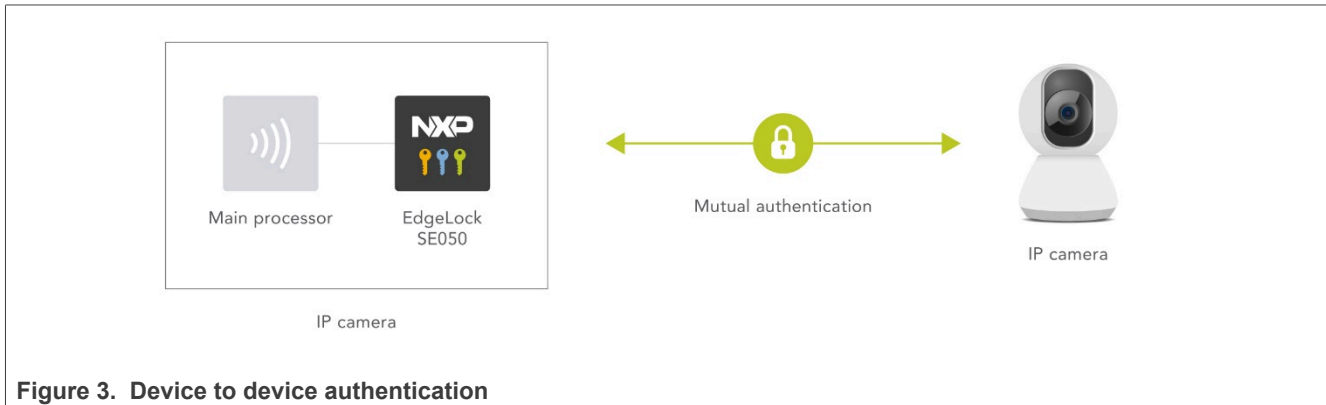 NXP
Main processor
EdgeLock
SE050
Mutual authentication
IP camera
IP camera
Figure 3. Device to device authentication